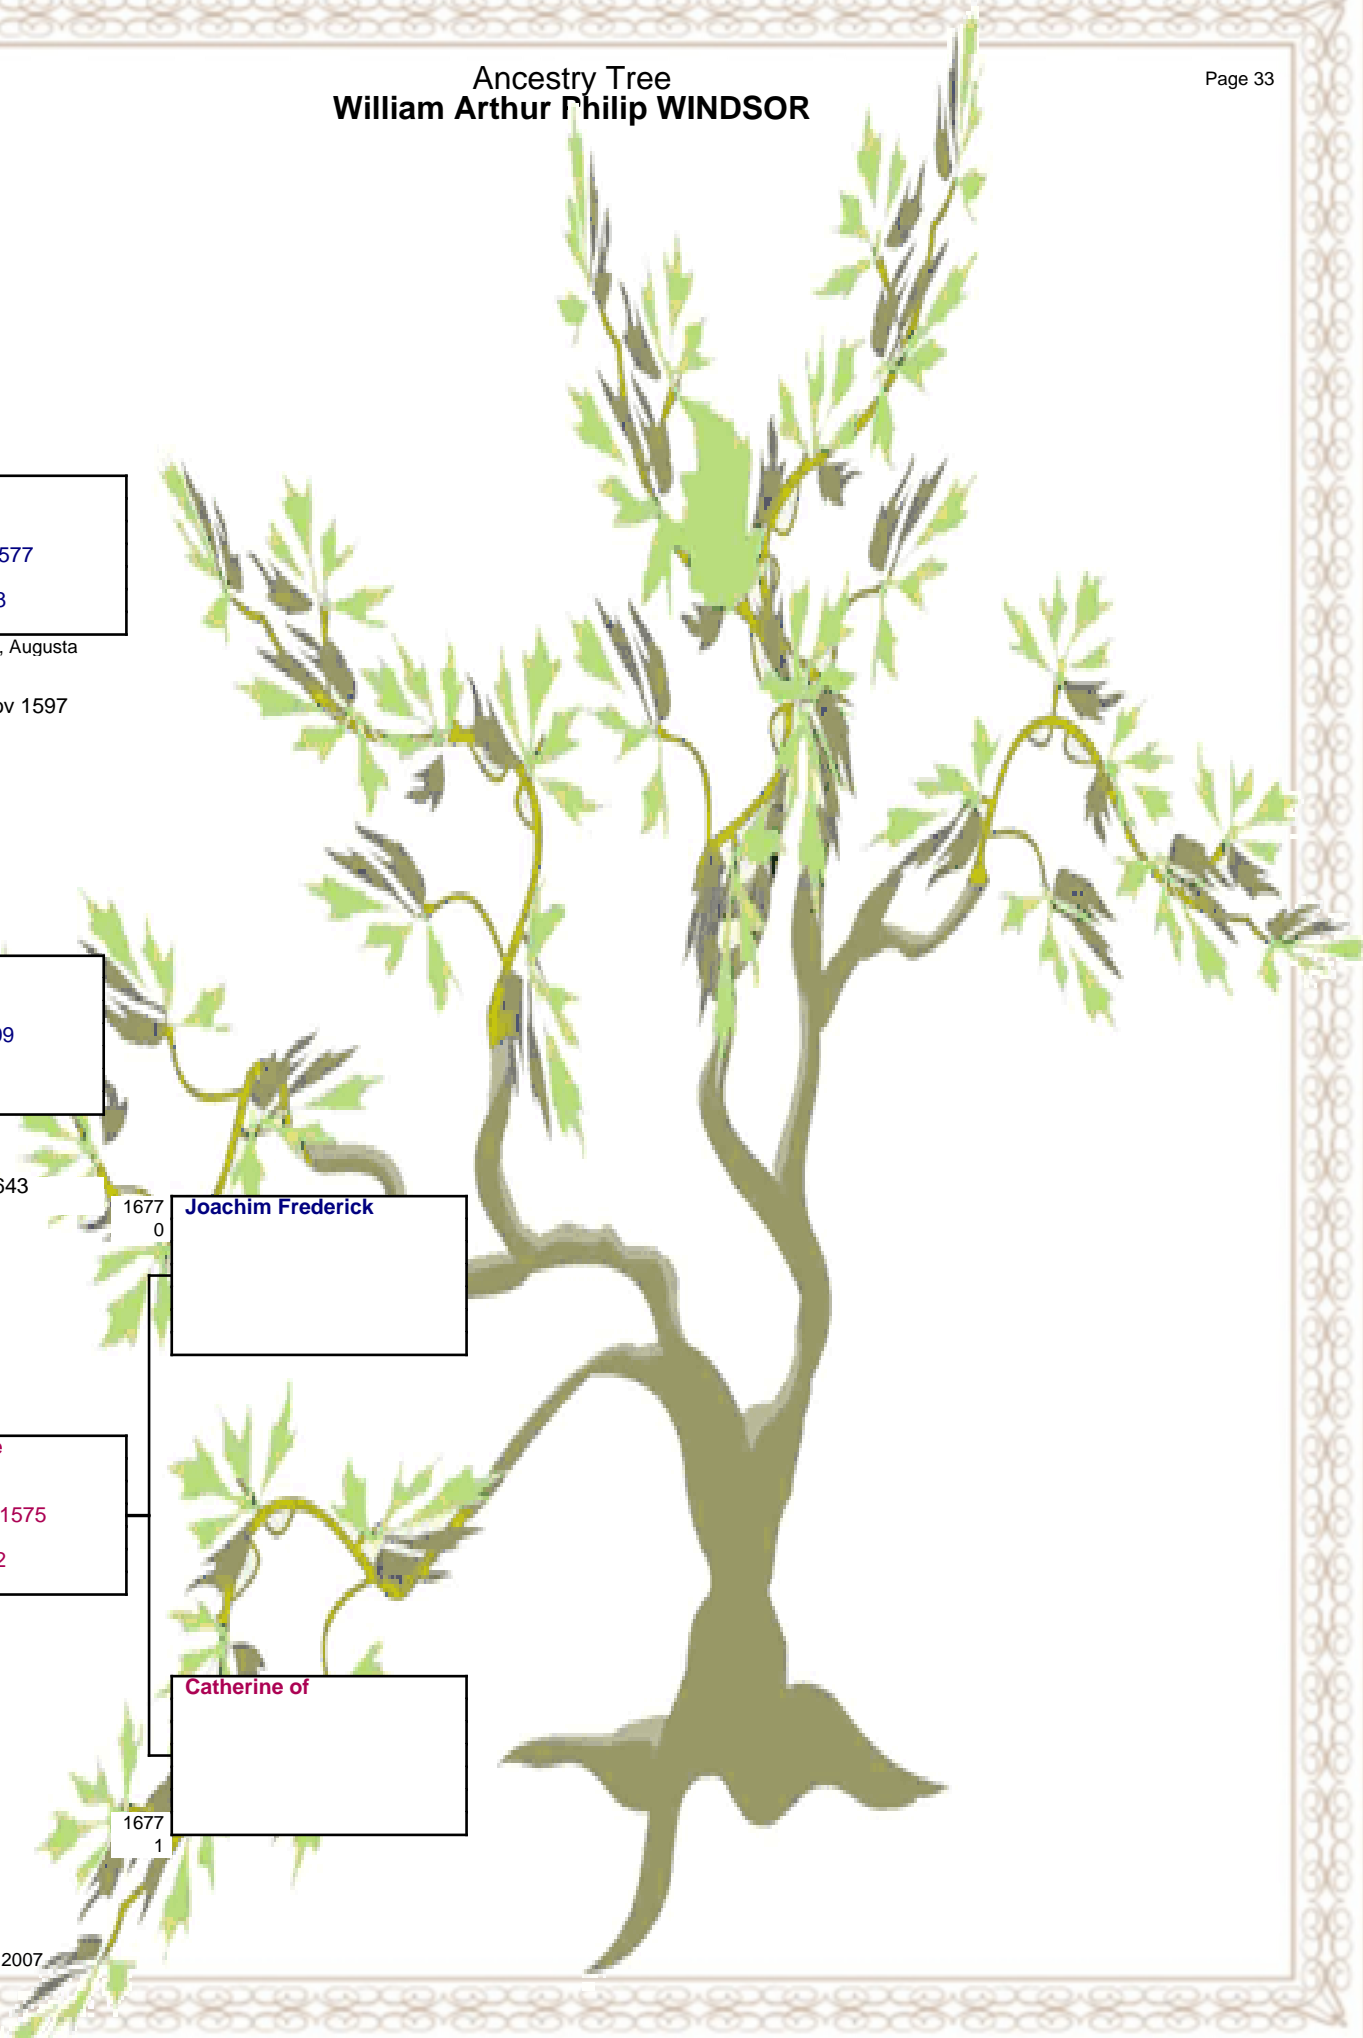 Ancestry Tree
William Arthur Philip WINDSOR
Page 33
577
3
, Augusta
ov 1597
09
643
1677
0
Joachim Frederick
e
1575
2
Catherine of
1677
1
2007